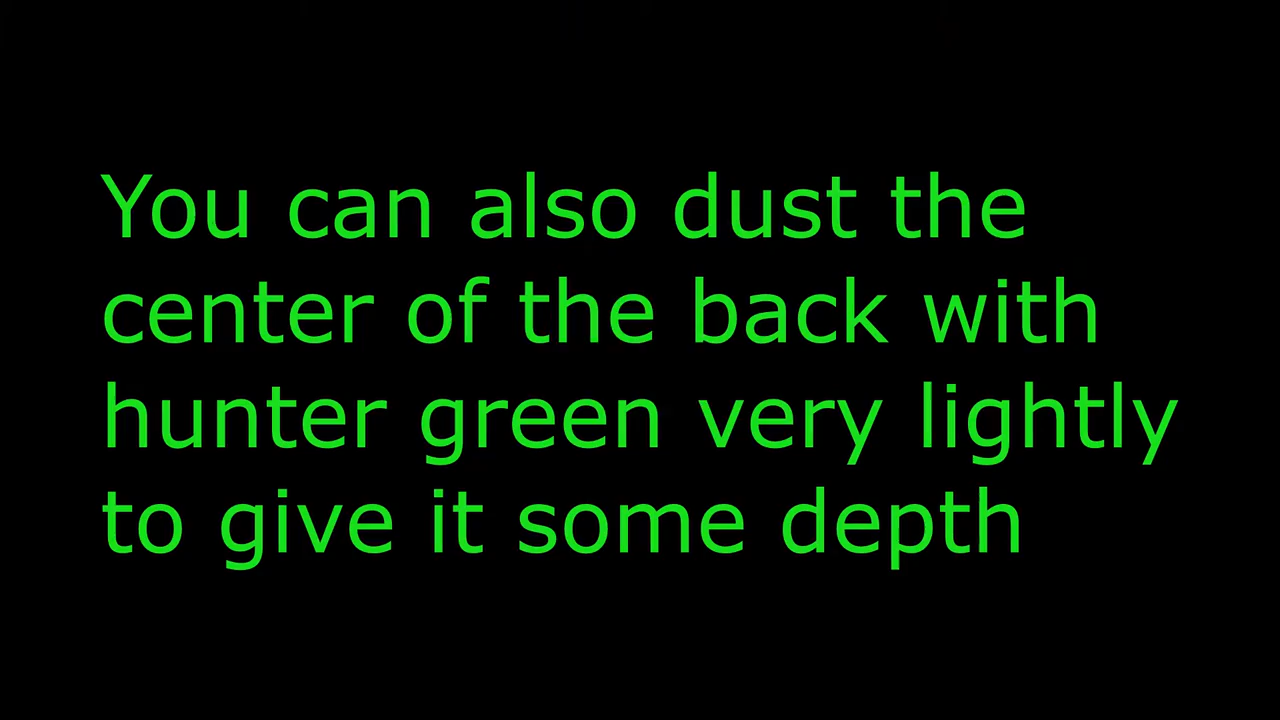 You can also dust the
center of the back with
hunter green very lightly
to give it some depth